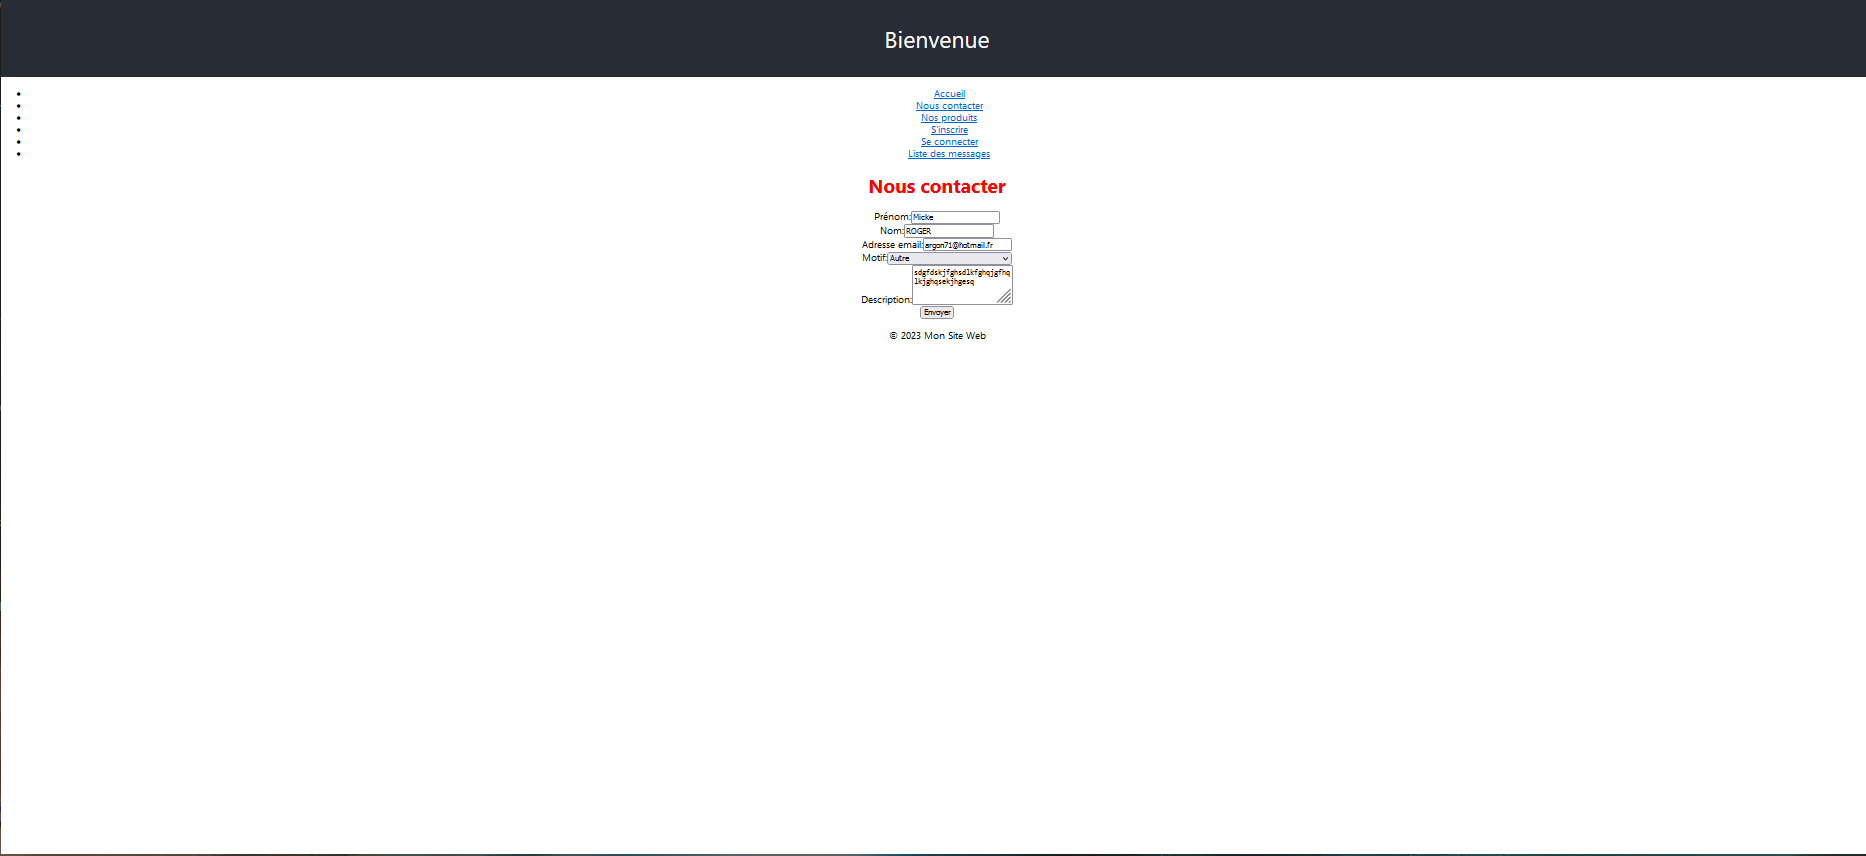 Bienvenue
Accueil
Nous contacter
Nos produits
S'inscrire
Se connecter
Liste des messages
Nous contacter
Prénom:Micke
Nom:ROGER
Adresse email:argon71@hotmail.fr
Motif:Autre
sdgfdskjfghsdlkfghqjgfhq
lkjghqsekjhgesq
Description:
Envoyer
© 2023 Mon Site Web